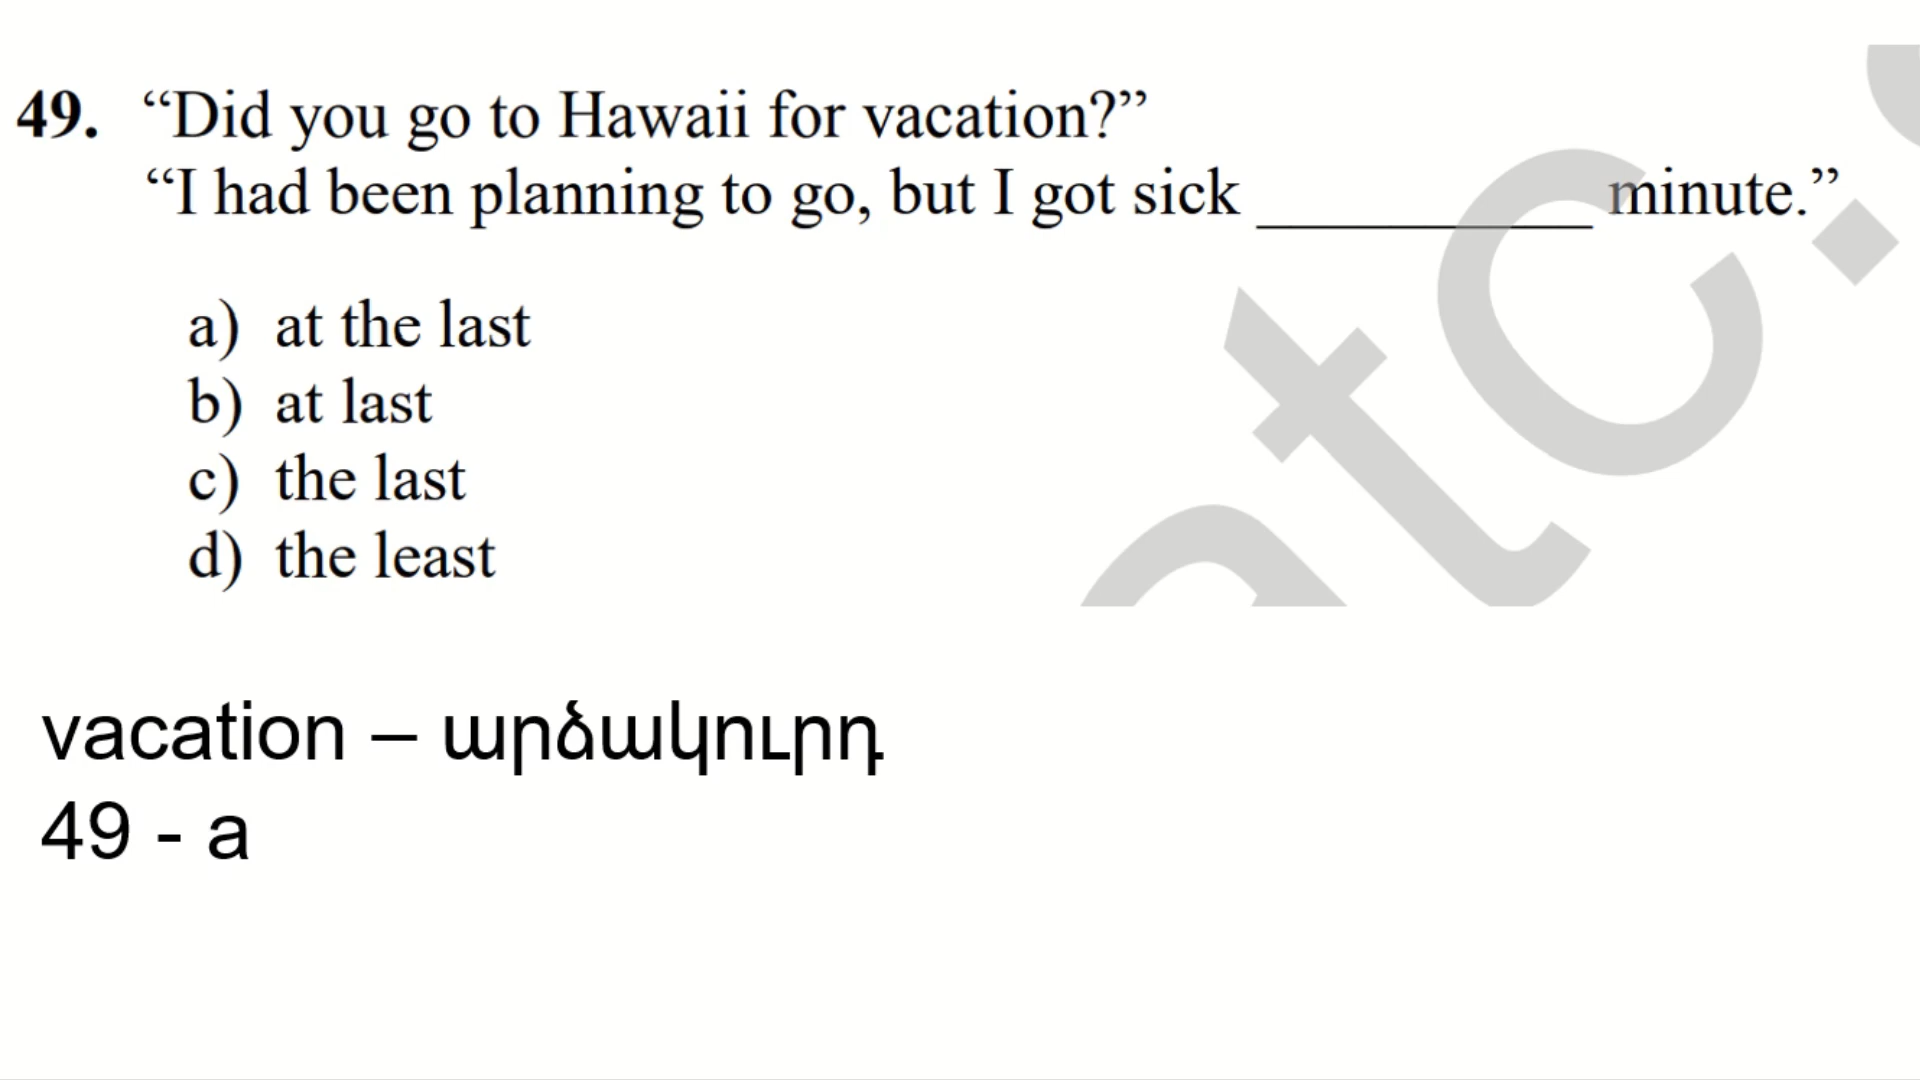 49. “Did you go to Hawaii for vacation?”
“I had been planning to go, but I got sick __________ minute.”
a) at the last
b) at last
c) the last
d) the least
vacation – արձակուրդ
49 - a